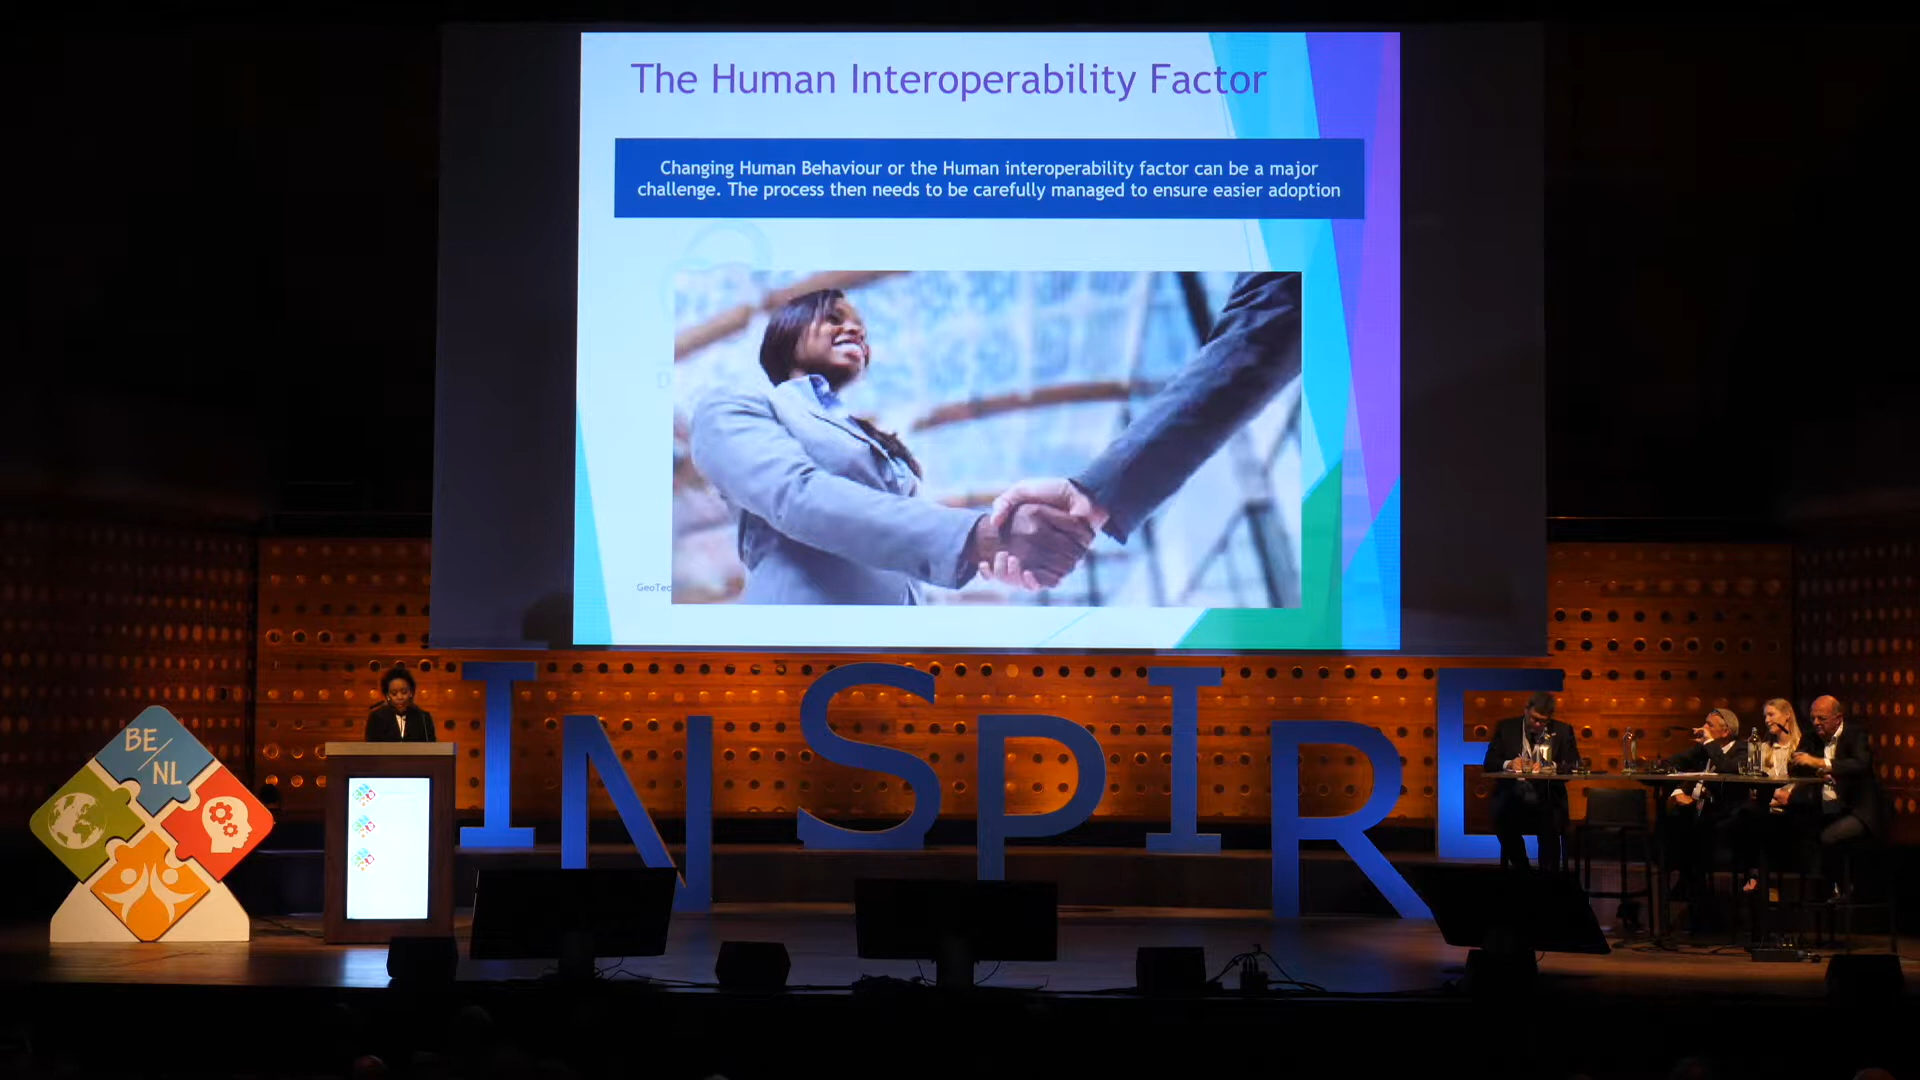 The Human Interoperability Factor
Changing Human Behaviour or the Human interoperability factor can be a major
challenge. The process then needs to be carefully managed to ensure easier adoption
GeoTec
BE/
NL
INSPIRE